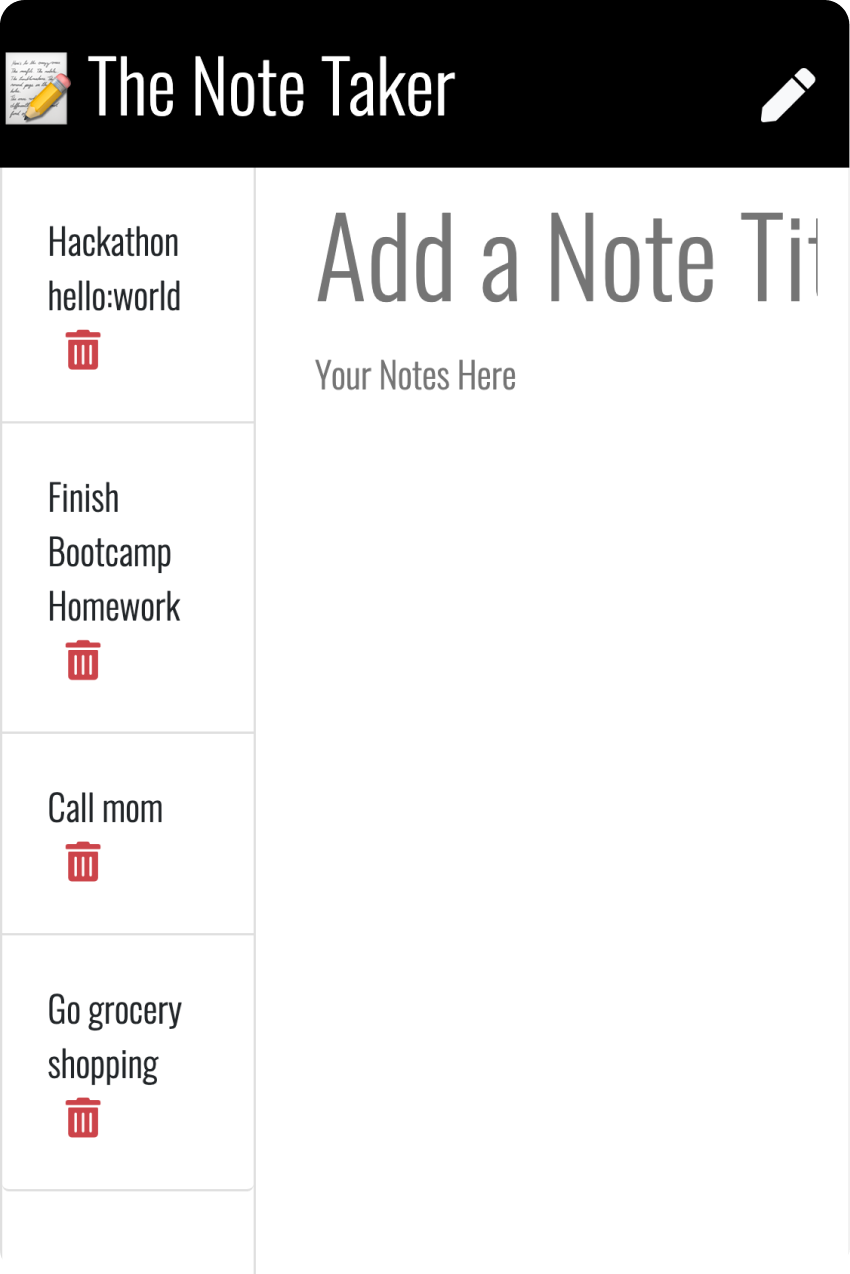 The Note Taker
Hackathon
hello:world
Finish
Bootcamp
Homework
Call mom
Go grocery
shopping
Add a Note Tit
Your Notes Here